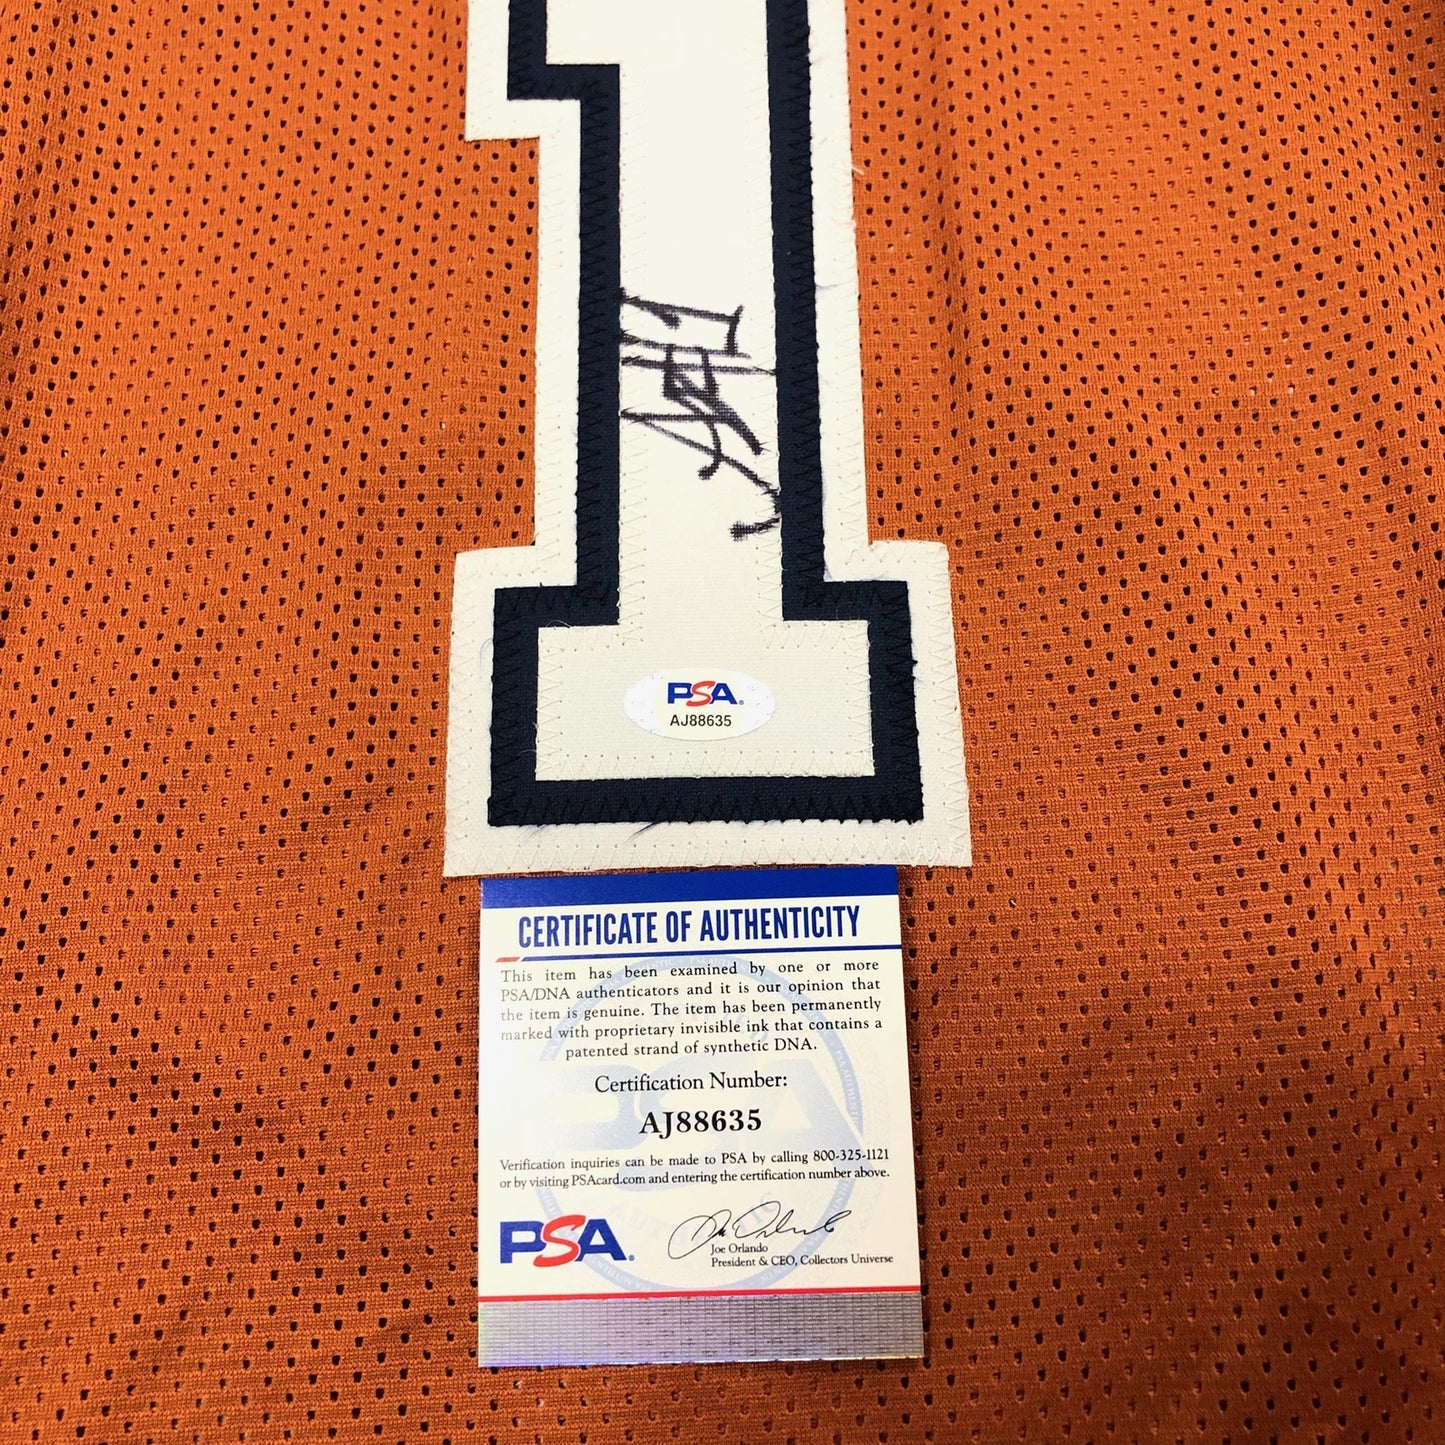 1
PSA
AJ88635
CERTIFICATE OF AUTHENTICITY
This item has been examined by one or more
PSA/DNA authenticators and it is our opinion that
the item is genuine. The item has been permanently
marked with proprietary invisible ink that contains a
patented strand of synthetic DNA.
Certification Number:
AJ88635
Verification inquiries can be made to PSA by calling 800-325-1121
or by visiting PSAcard.com and entering the certification number above.
PSA
Joe Orlando
President & CEO, Collectors Universe